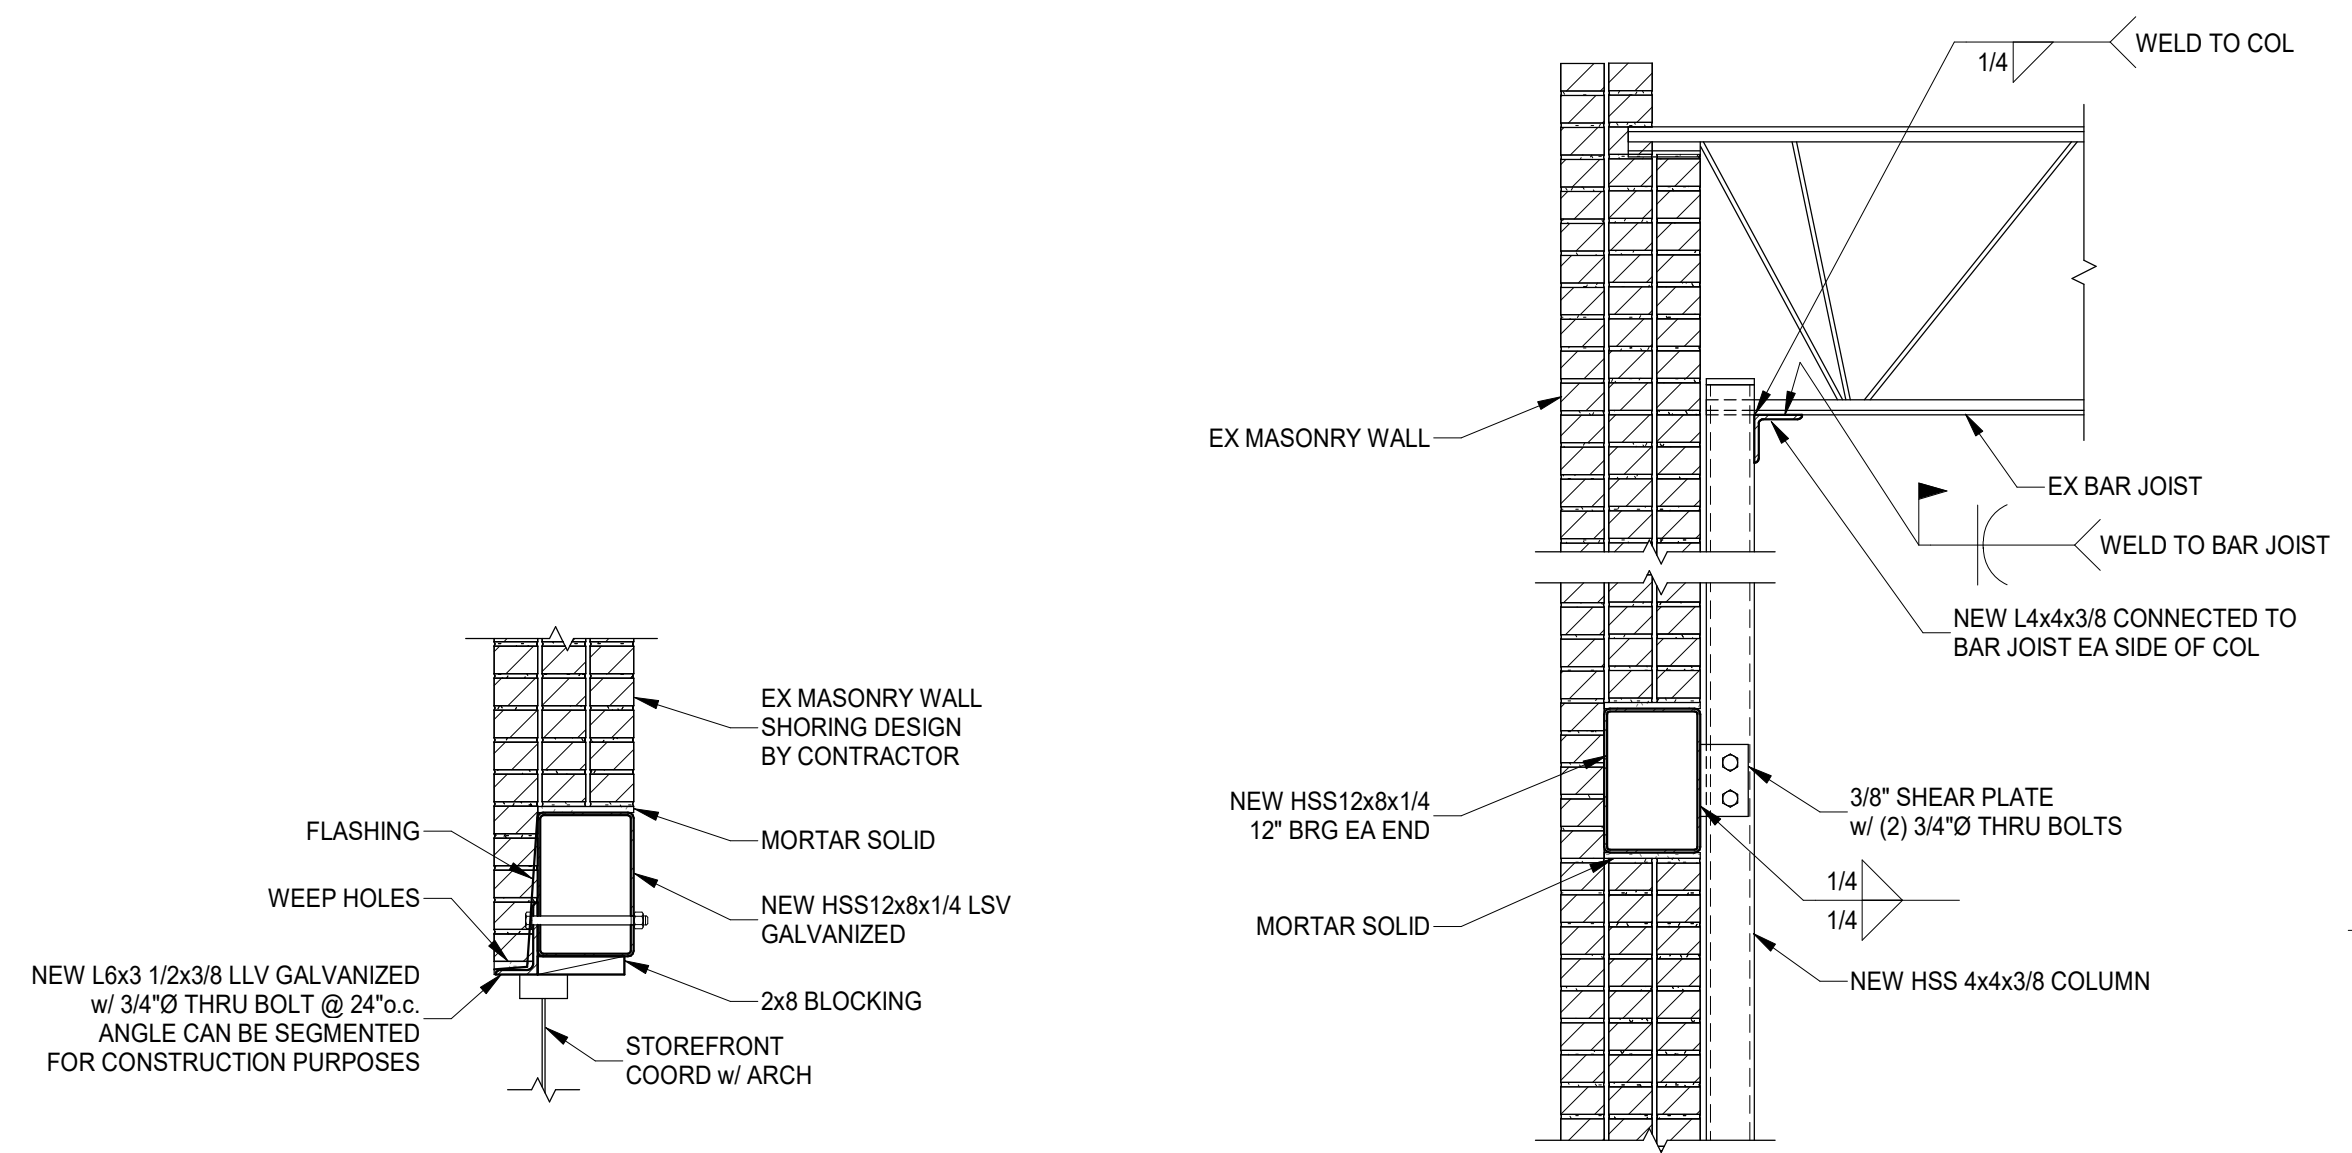 EX MASONRY WALL
SHORING DESIGN
BY CONTRACTOR
FLASHING
MORTAR SOLID
WEEP HOLES
NEW HSS12x8x1/4 LSV
GALVANIZED
NEW L6x3 1/2x3/8 LLV GALVANIZED
w/ 3/4"Ø THRU BOLT @ 24"o.c.
ANGLE CAN BE SEGMENTED
FOR CONSTRUCTION PURPOSES
2x8 BLOCKING
STOREFRONT
COORD w/ ARCH
1/4
WELD TO COL
EX MASONRY WALL
EX BAR JOIST
WELD TO BAR JOIST
NEW L4x4x3/8 CONNECTED TO
BAR JOIST EA SIDE OF COL
NEW HSS12x8x1/4
12" BRG EA END
3/8" SHEAR PLATE
w/ (2) 3/4"Ø THRU BOLTS
1/4
1/4
MORTAR SOLID
NEW HSS 4x4x3/8 COLUMN